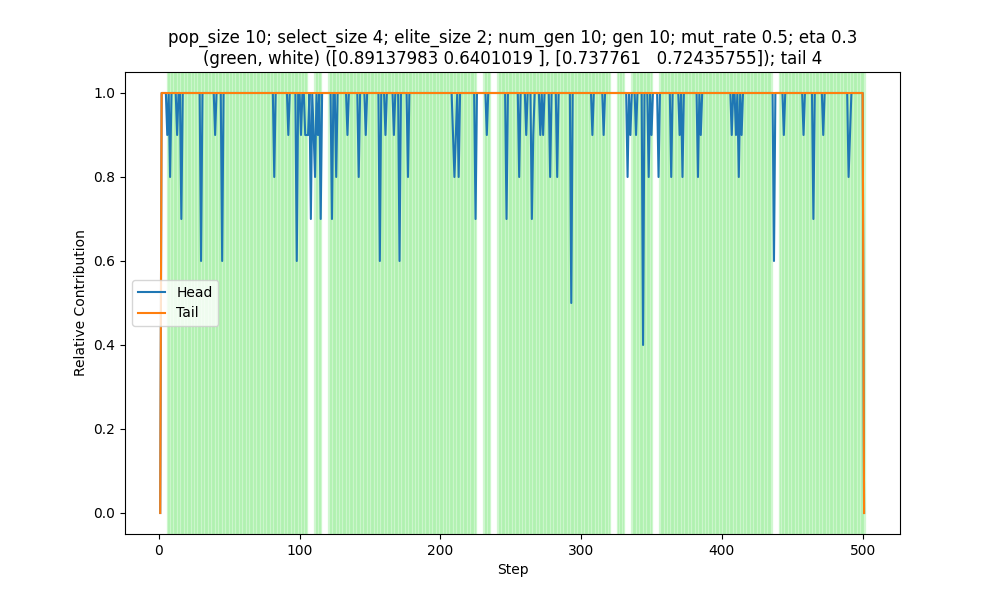 pop_size 10; select_size 4; elite_size 2; num_gen 10; gen 10; mut_rate 0.5; eta 0.3
(green, white) ([0.89137983 0.6401019 ], [0.737761   0.72435755]); tail 4
1.0
0.8
0.6
0.4
0.2
0.0
Relative Contribution
Head
Tail
0
100
200
300
400
500
Step